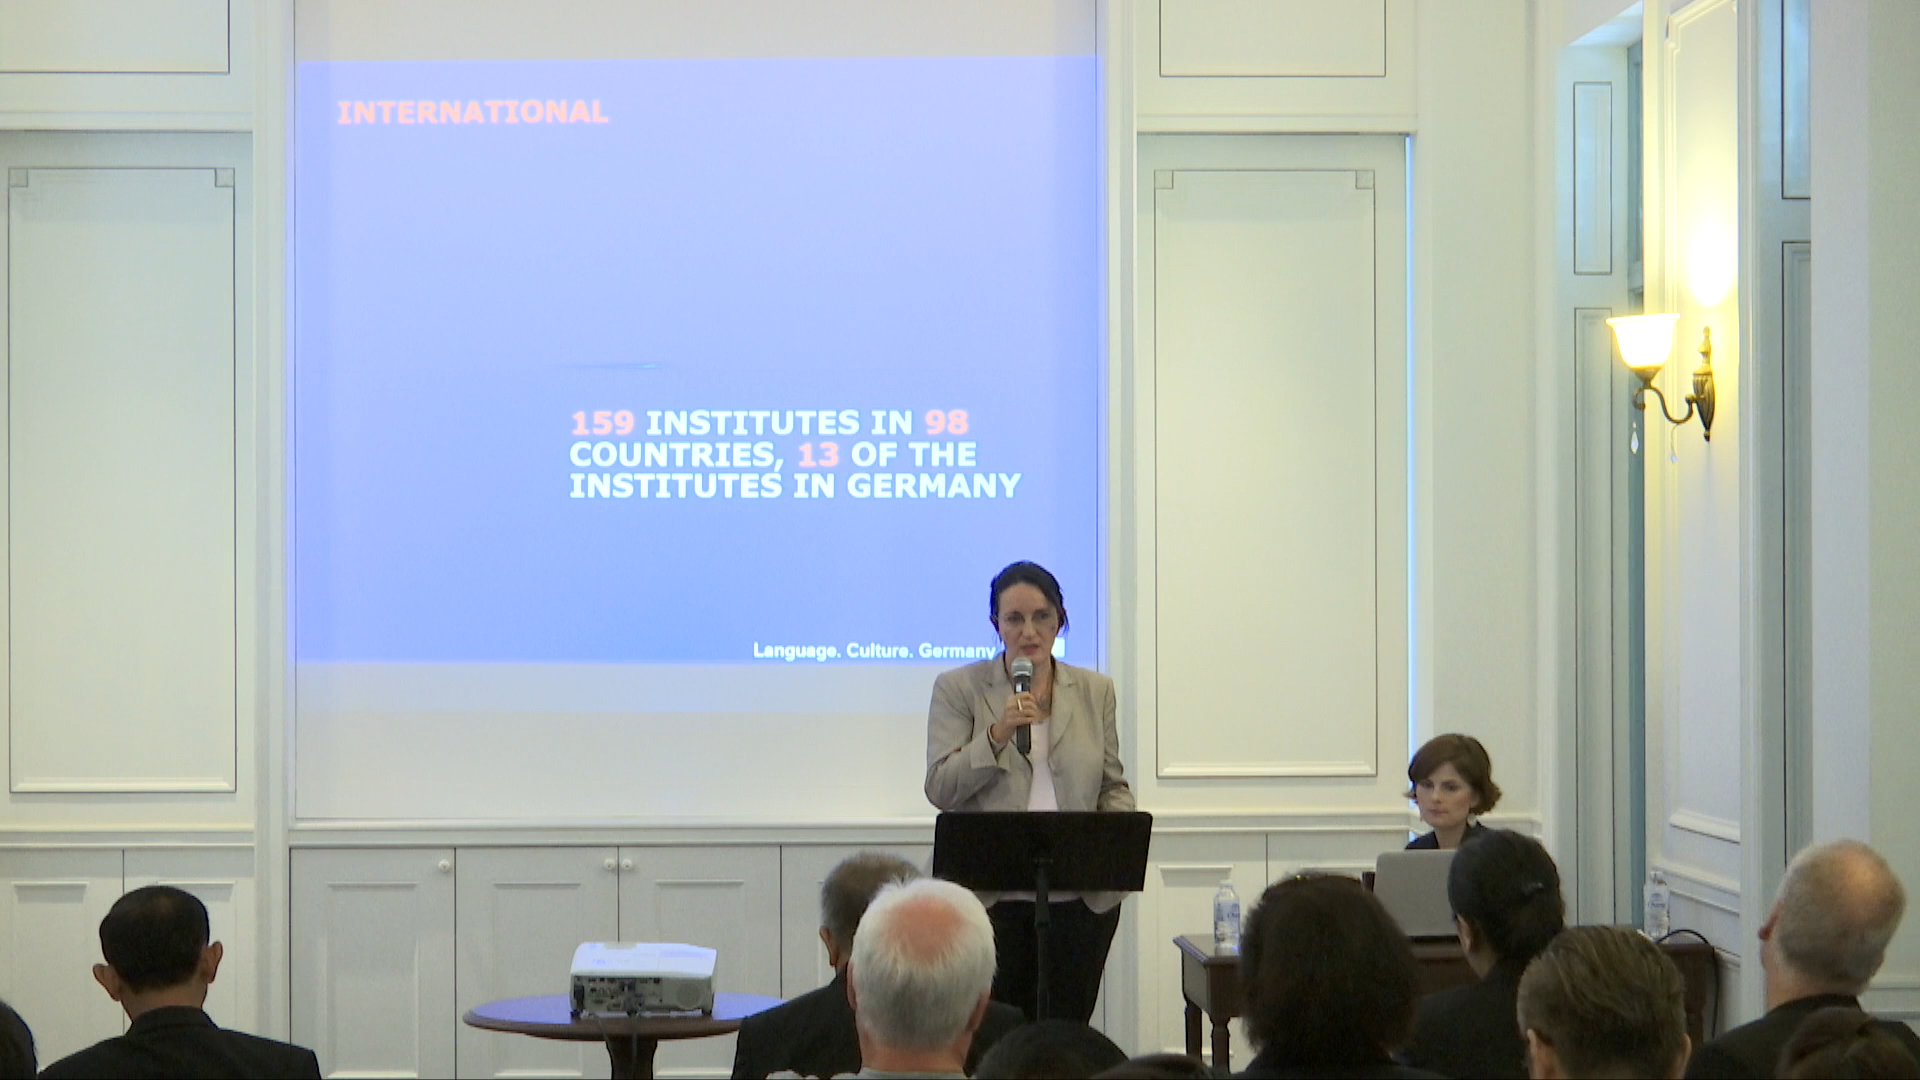 INTERNATIONAL
159 INSTITUTES IN 98
COUNTRIES, 13 OF THE
INSTITUTES IN GERMANY
Language. Culture. Germany